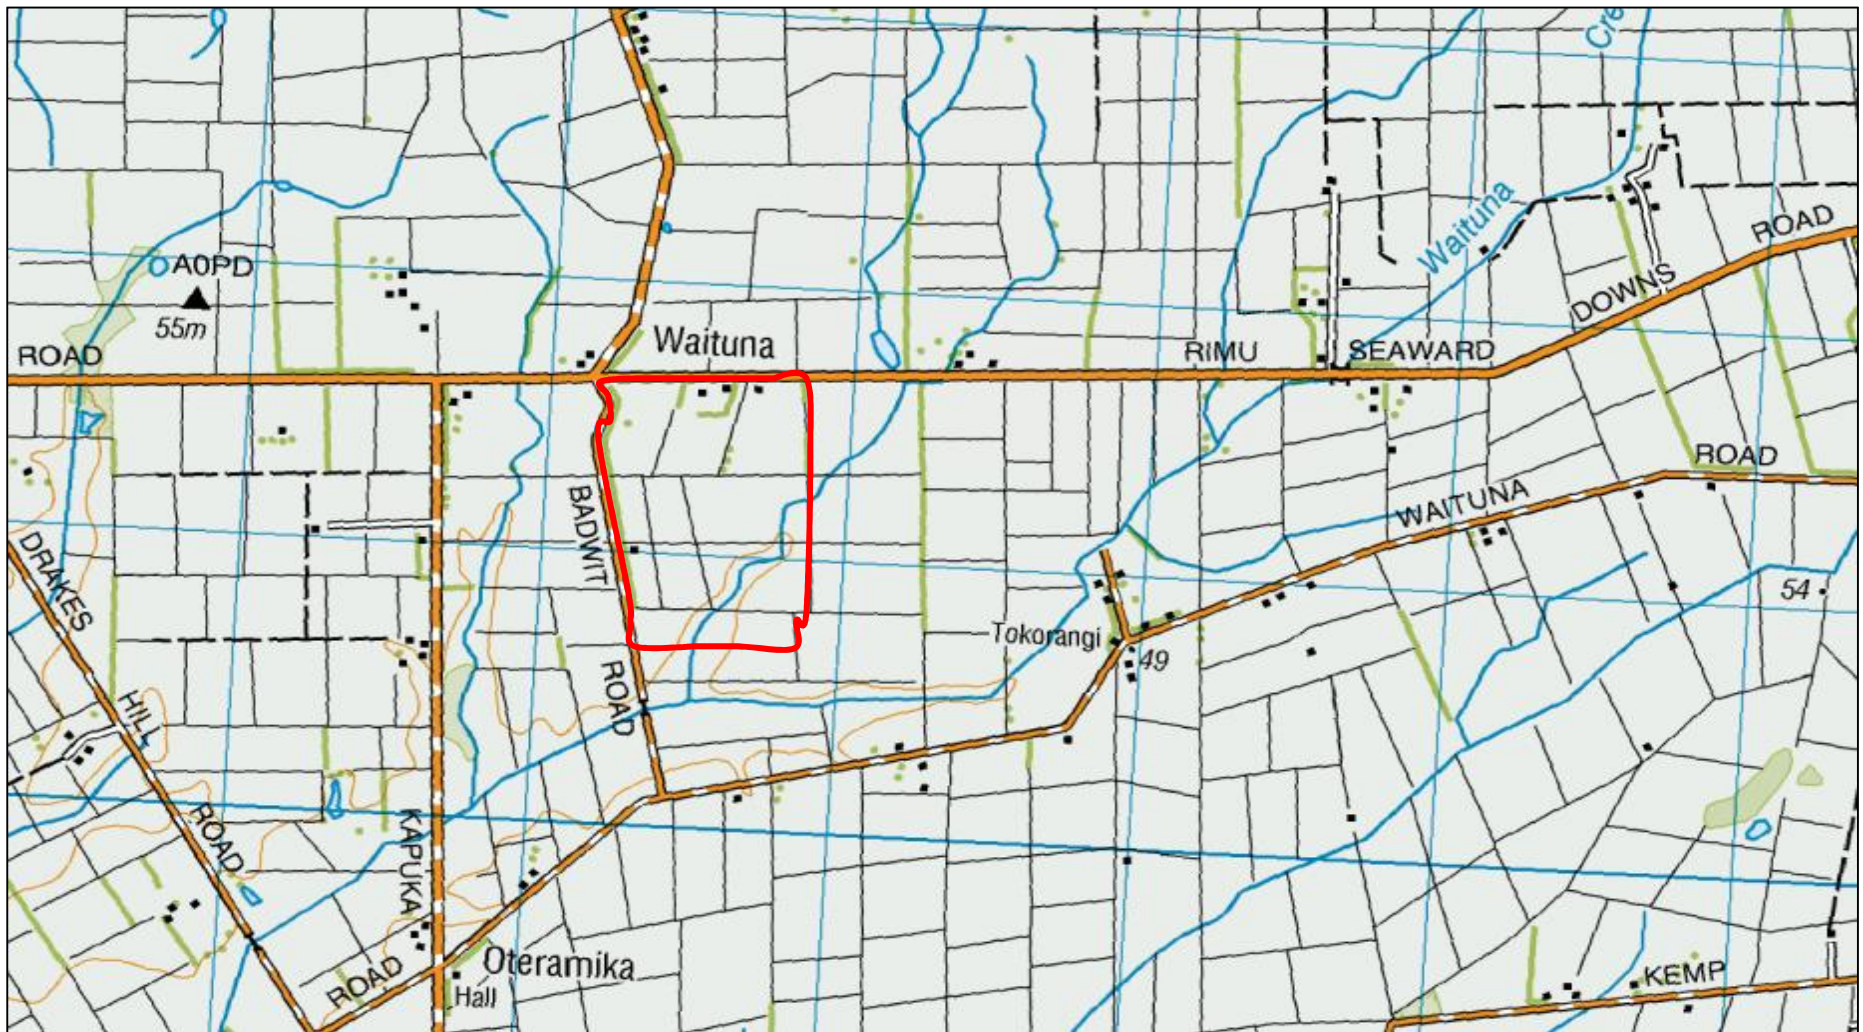 Cre
Waituna
ROAD
DOWNS
A0PD
55m
ROAD
Waituna
RIMU
SEAWARD
ROAD
WAITUNA
BADWIT
DRAKES
54
Tokorangi
49
ROAD
HILL
ROAD
KAPUKA
Oteramika
ROAD
Hall
KEMP